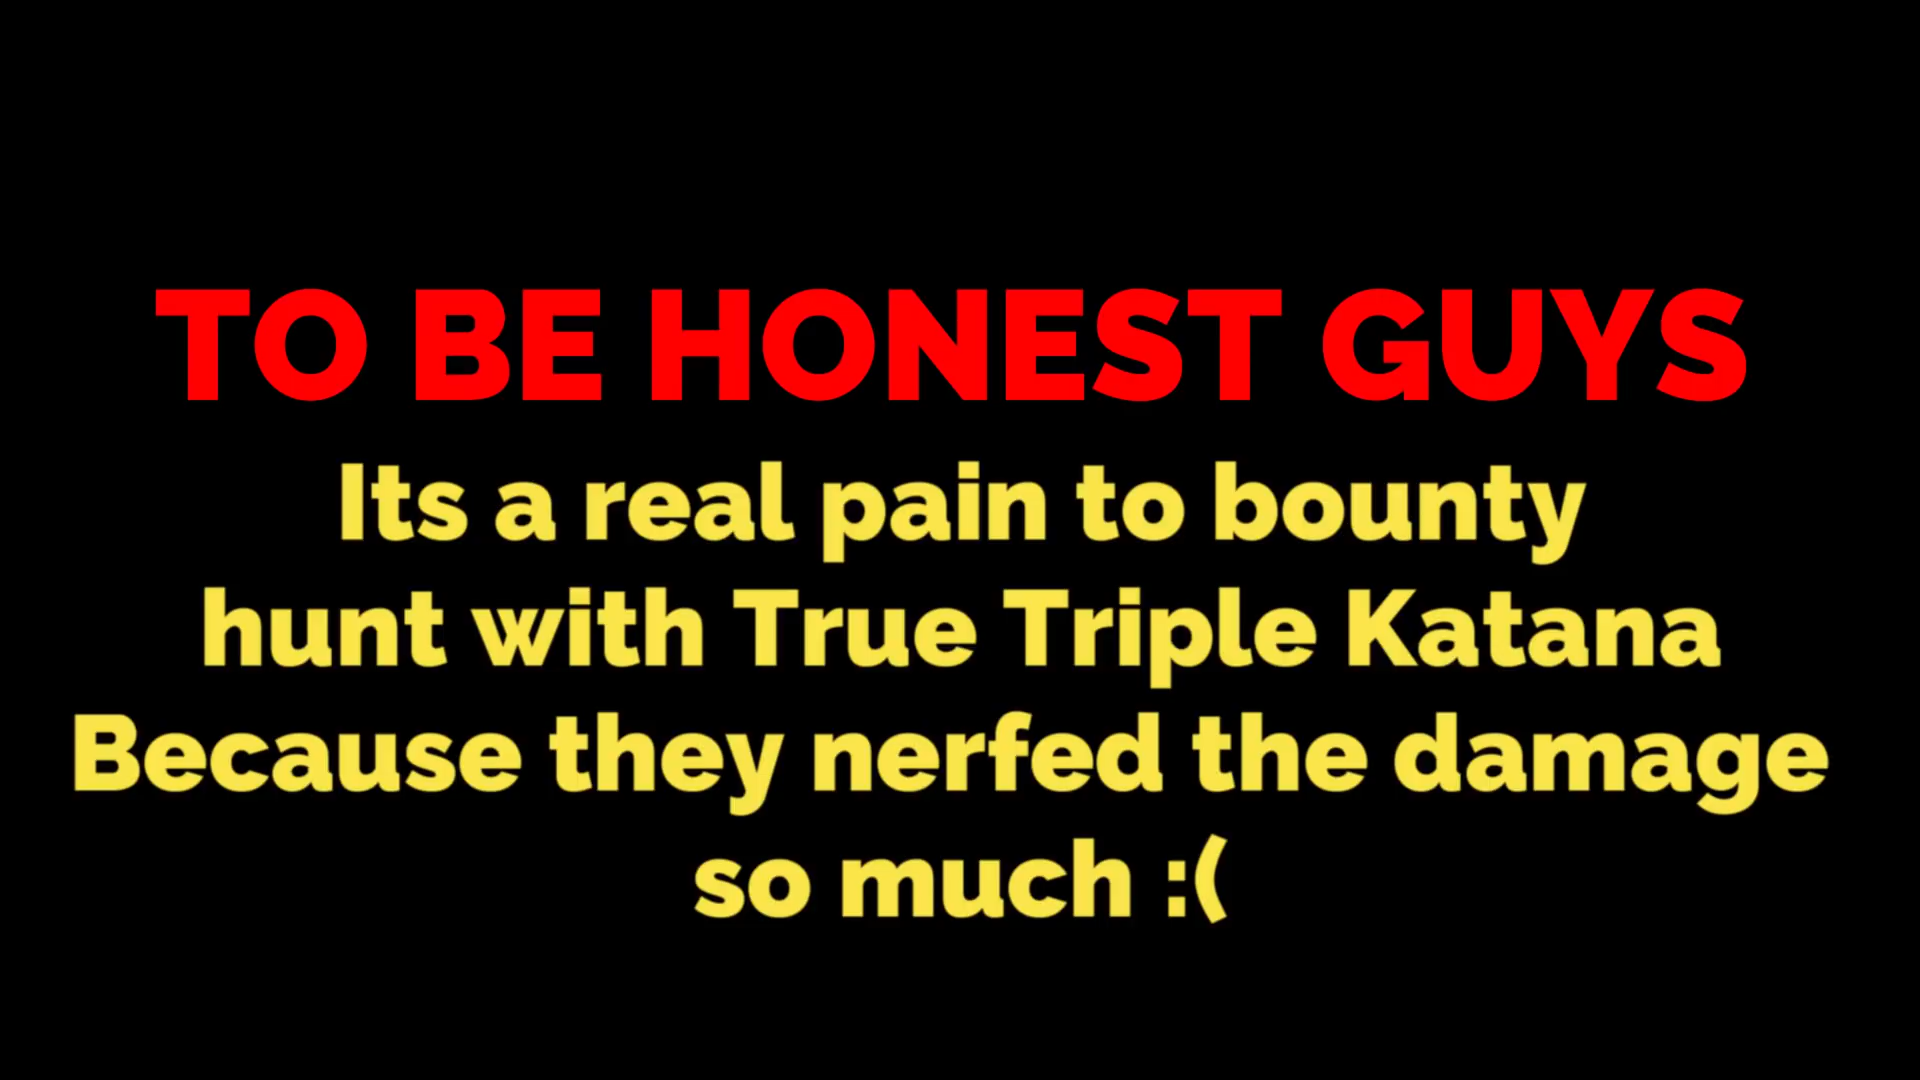 TO BE HONEST GUYS
Its a real pain to bounty
hunt with True Triple Katana
Because they nerfed the damage
so much :(